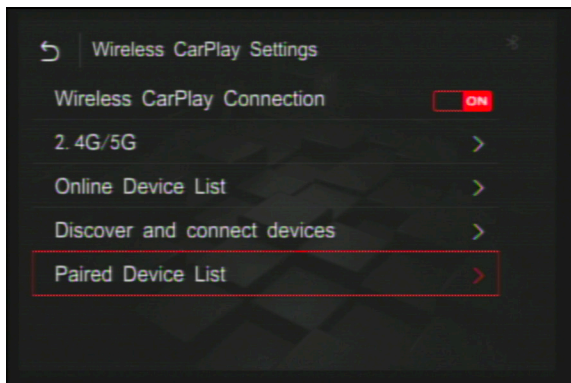 Wireless CarPlay Settings
Wireless CarPlay Connection ON
2.4G/5G
Online Device List
Discover and connect devices
Paired Device List